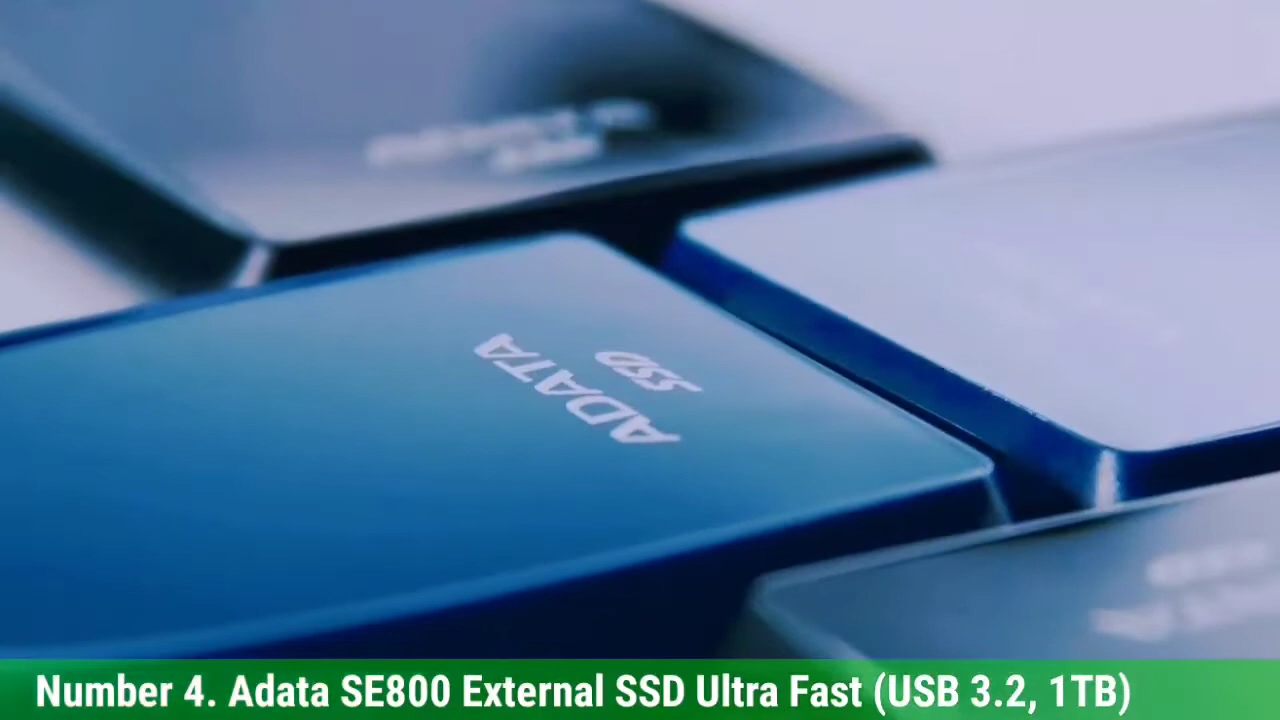 ADATA
SSD
Number 4. Adata SE800 External SSD Ultra Fast (USB 3.2, 1TB)